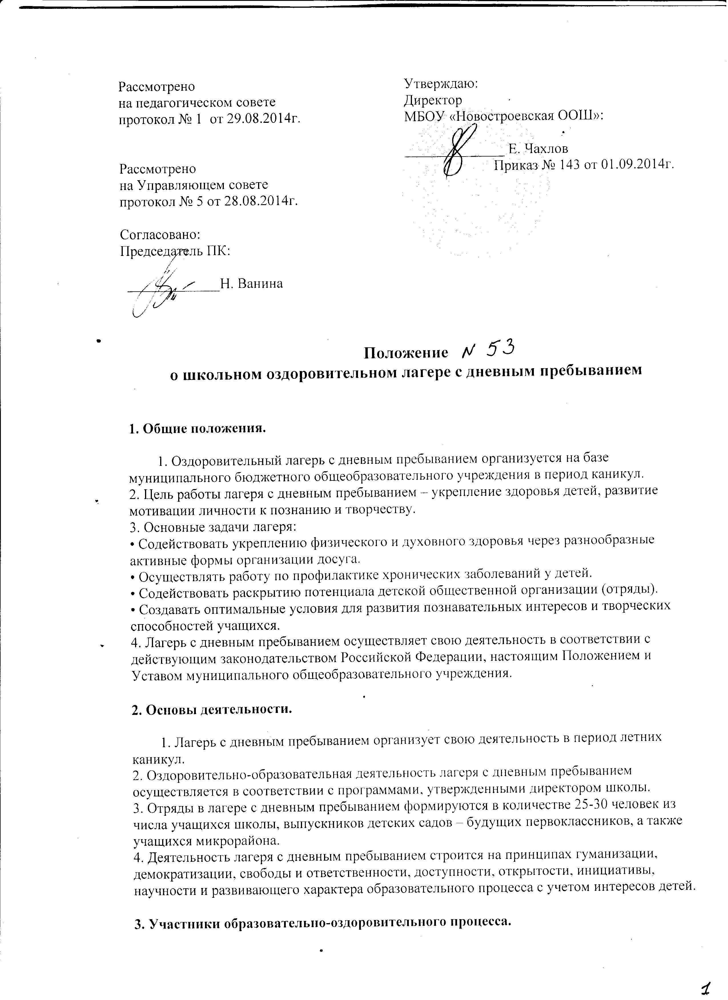 Рассмотрено
на педагогическом совете
протокол № 1 от 29.08.2014г.
Рассмотрено
на Управляющем совете
протокол № 5 от 28.08.2014г.
Согласовано:
Председатель ПК:
Н. Ванина
Утверждаю:
Директор
МБОУ «Новостроевская ООШ»:
Е. Чахлов
Приказ № 143 от 01.09.2014г.
Положение N 53
о школьном оздоровительном лагере с дневным пребыванием
1. Общие положения.
1. Оздоровительный лагерь с дневным пребыванием организуется на базе
муниципального бюджетного общеобразовательного учреждения в период каникул.
2. Цель работы лагеря с дневным пребыванием – укрепление здоровья детей, развитие
мотивации личности к познанию и творчеству.
3. Основные задачи лагеря:
• Содействовать укреплению физического и духовного здоровья через разнообразные
активные формы организации досуга.
• Осуществлять работу по профилактике хронических заболеваний у детей.
• Содействовать раскрытию потенциала детской общественной организации (отряды).
• Создавать оптимальные условия для развития познавательных интересов и творческих
способностей учащихся.
4. Лагерь с дневным пребыванием осуществляет свою деятельность в соответствии с
действующим законодательством Российской Федерации, настоящим Положением и
Уставом муниципального общеобразовательного учреждения.
2. Основы деятельности.
1. Лагерь с дневным пребыванием организует свою деятельность в период летних
каникул.
2. Оздоровительно-образовательная деятельность лагеря с дневным пребыванием
осуществляется в соответствии с программами, утвержденными директором школы.
3. Отряды в лагере с дневным пребыванием формируются в количестве 25-30 человек из
числа учащихся школы, выпускников детских садов – будущих первоклассников, а также
учащихся микрорайона.
4. Деятельность лагеря с дневным пребыванием строится на принципах гуманизации,
демократизации, свободы и ответственности, доступности, открытости, инициативы,
научности и развивающего характера образовательного процесса с учетом интересов детей.
3. Участники образовательно-оздоровительного процесса.
1